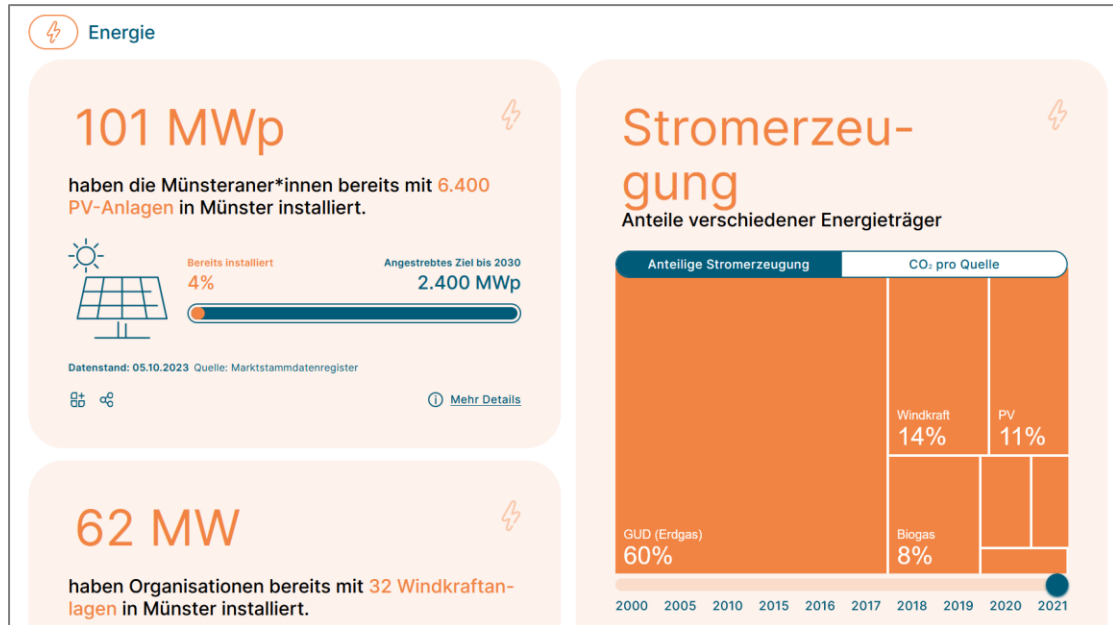 Energie
101 MWp
haben die Münsteraner*innen bereits mit 6.400
PV-Anlagen in Münster installiert.
Bereits installiert
4%
Angestrebtes Ziel bis 2030
2.400 MWp
Datenstand: 05.10.2023 Quelle: Marktstammdatenregister
Mehr Details
62 MW
haben Organisationen bereits mit 32 Windkraftan-
lagen in Münster installiert.
Stromerzeu-
gung
Anteile verschiedener Energieträger
Anteilige Stromerzeugung
CO₂ pro Quelle
GUD (Erdgas)
60%
Windkraft
14%
PV
11%
Biogas
8%
2000 2005 2010 2015 2016 2017 2018 2019 2020 2021